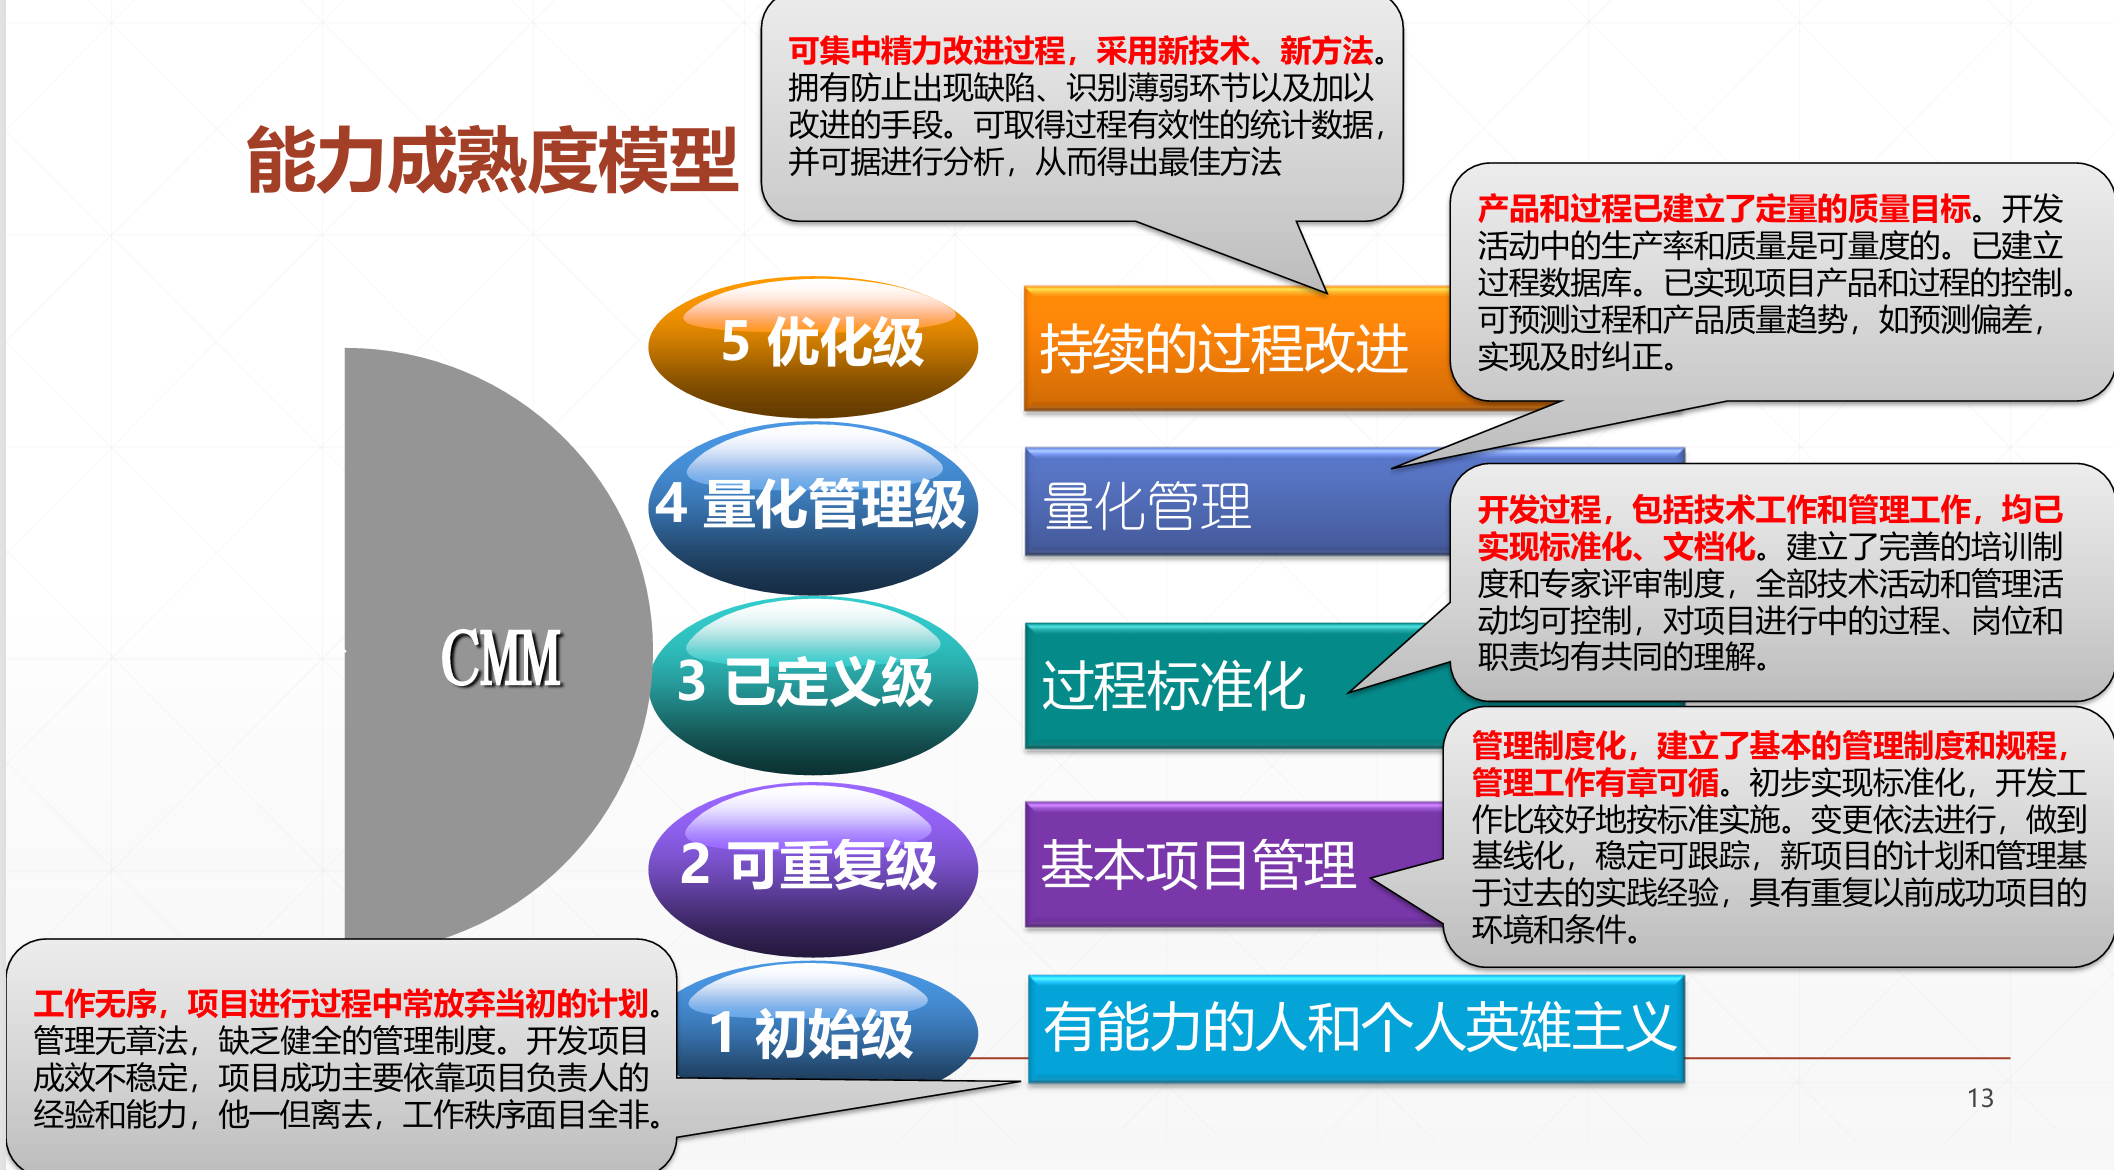 可集中精力改进过程，采用新技术、新方法。
拥有防止出现缺陷、识别薄弱环节以及加以
改进的手段。可取得过程有效性的统计数据，
并可据进行分析，从而得出最佳方法
能力成熟度模型
产品和过程已建立了定量的质量目标。开发
活动中的生产率和质量是可量度的。已建立
过程数据库。已实现项目产品和过程的控制。
可预测过程和产品质量趋势，如预测偏差，
实现及时纠正。
5 优化级
持续的过程改进
4 量化管理级
量化管理
开发过程，包括技术工作和管理工作，均已
实现标准化、文档化。建立了完善的培训制
度和专家评审制度，全部技术活动和管理活
动均可控制，对项目进行中的过程、岗位和
职责均有共同的理解。
CMM
3 已定义级
过程标准化
管理制度化，建立了基本的管理制度和规程，
管理工作有章可循。初步实现标准化，开发工
作比较好地按标准实施。变更依法进行，做到
基线化，稳定可跟踪，新项目的计划和管理基
于过去的实践经验，具有重复以前成功项目的
环境和条件。
2 可重复级
基本项目管理
工作无序，项目进行过程中常放弃当初的计划。
管理无章法，缺乏健全的管理制度。开发项目
成效不稳定，项目成功主要依靠项目负责人的
经验和能力，他一但离去，工作秩序面目全非。
1 初始级
有能力的人和个人英雄主义
13